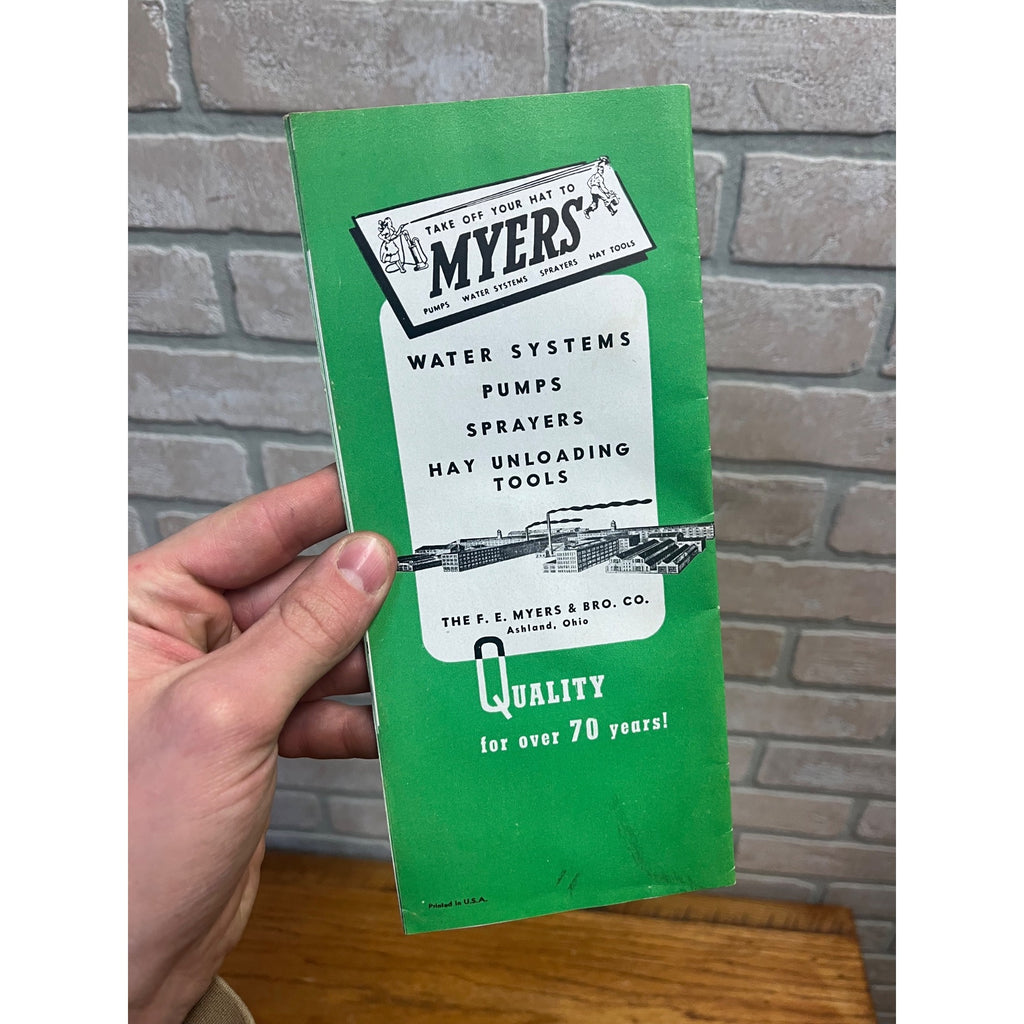 TAKE OFF YOUR HAT TO
MYERS
PUMPS WATER SYSTEMS SPRAYERS HAY TOOLS
WATER SYSTEMS
PUMPS
SPRAYERS
HAY UNLOADING
TOOLS
THE F. E. MYERS & BRO. CO.
Ashland, Ohio
QUALITY
for over 70 years!
Printed in U.S.A.